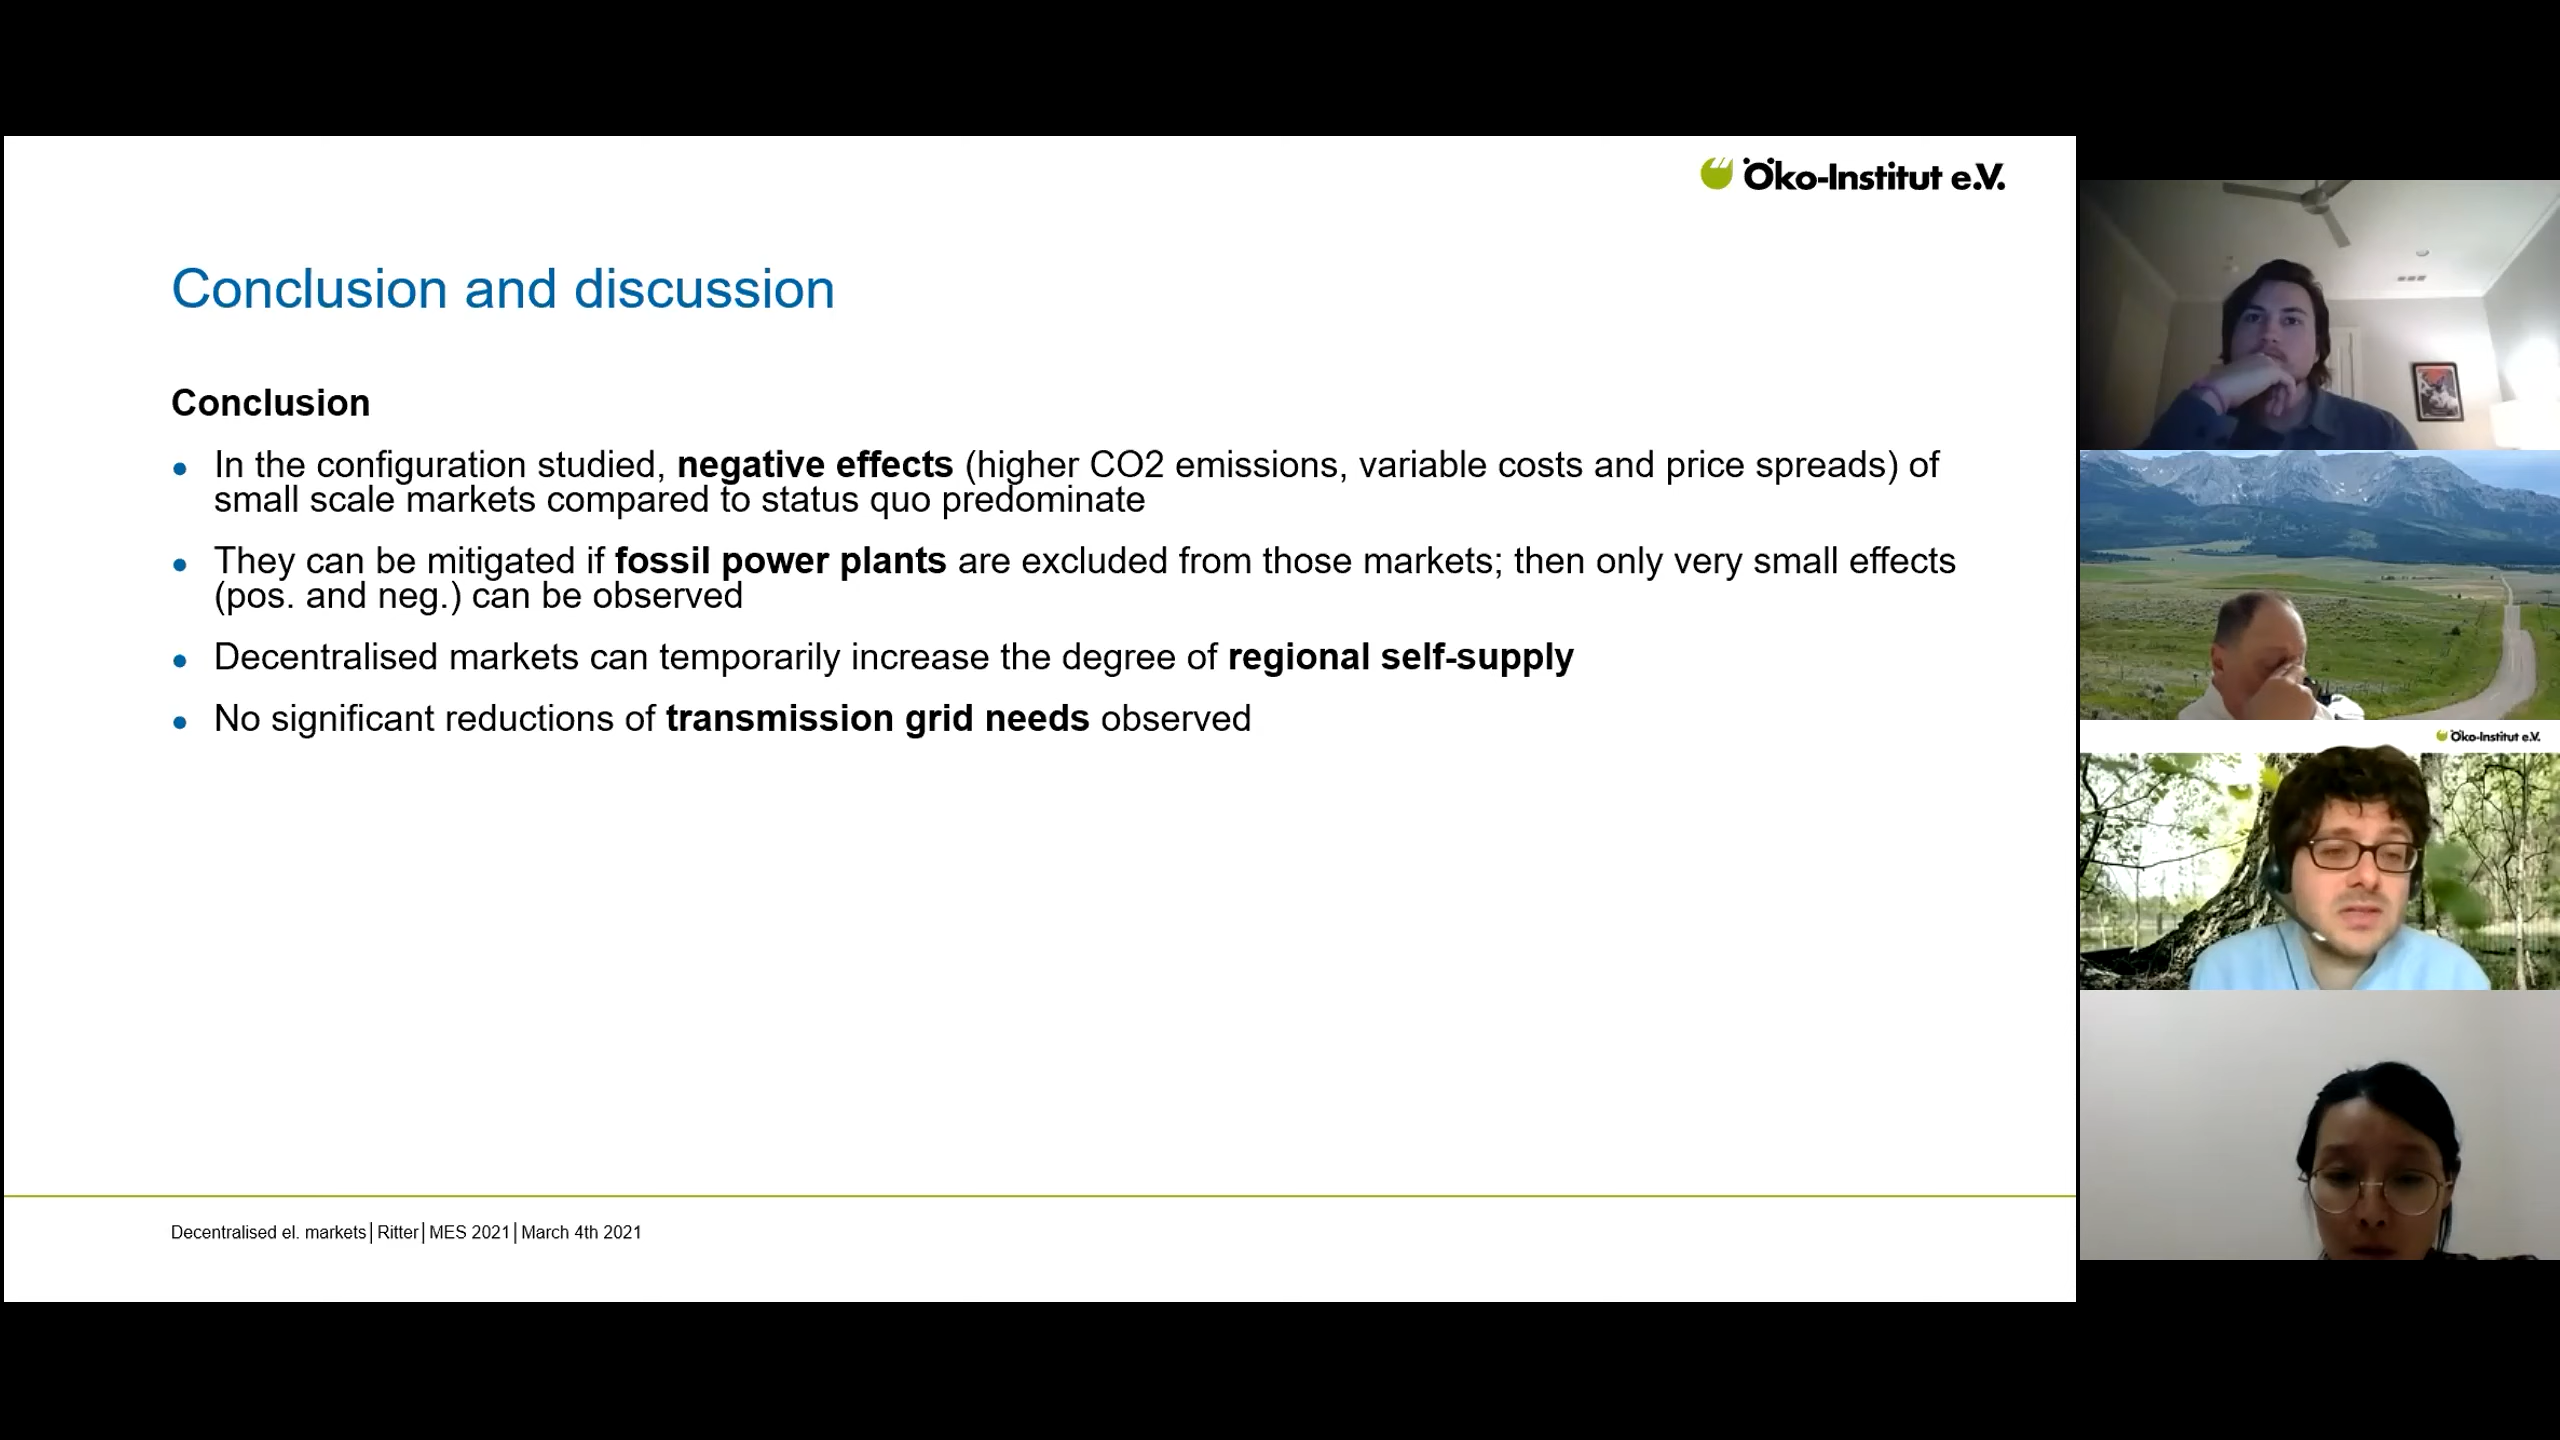 Öko-Institut e.V.
Conclusion and discussion
Conclusion
• In the configuration studied, negative effects (higher CO2 emissions, variable costs and price spreads) of
small scale markets compared to status quo predominate
• They can be mitigated if fossil power plants are excluded from those markets; then only very small effects
(pos. and neg.) can be observed
• Decentralised markets can temporarily increase the degree of regional self-supply
• No significant reductions of transmission grid needs observed
Decentralised el. markets│Ritter│MES 2021│March 4th 2021
Öko-Institut e.V.